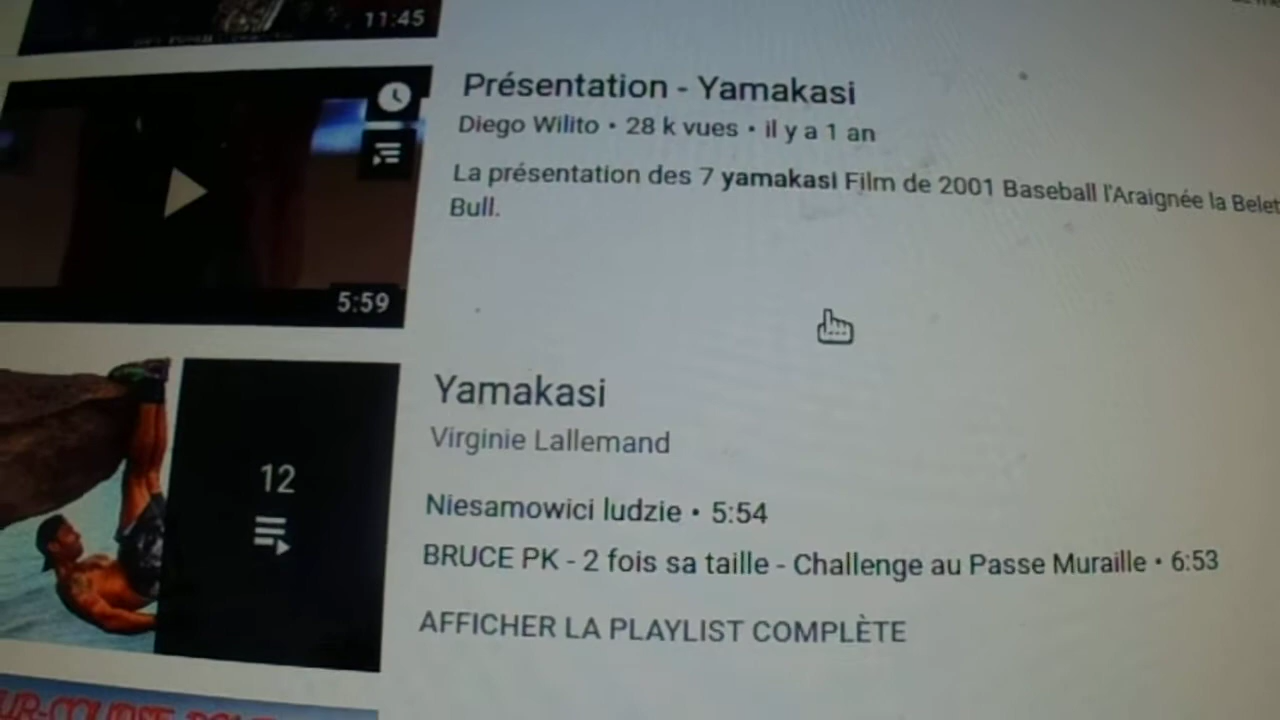 11:45
Présentation - Yamakasi
Diego Wilito • 28 k vues • il y a 1 an
La présentation des 7 yamakasi Film de 2001 Baseball l'Araignée la Belet
Bull.
5:59
Yamakasi
Virginie Lallemand
12
Niesamowici ludzie • 5:54
BRUCE PK - 2 fois sa taille - Challenge au Passe Muraille • 6:53
AFFICHER LA PLAYLIST COMPLÈTE